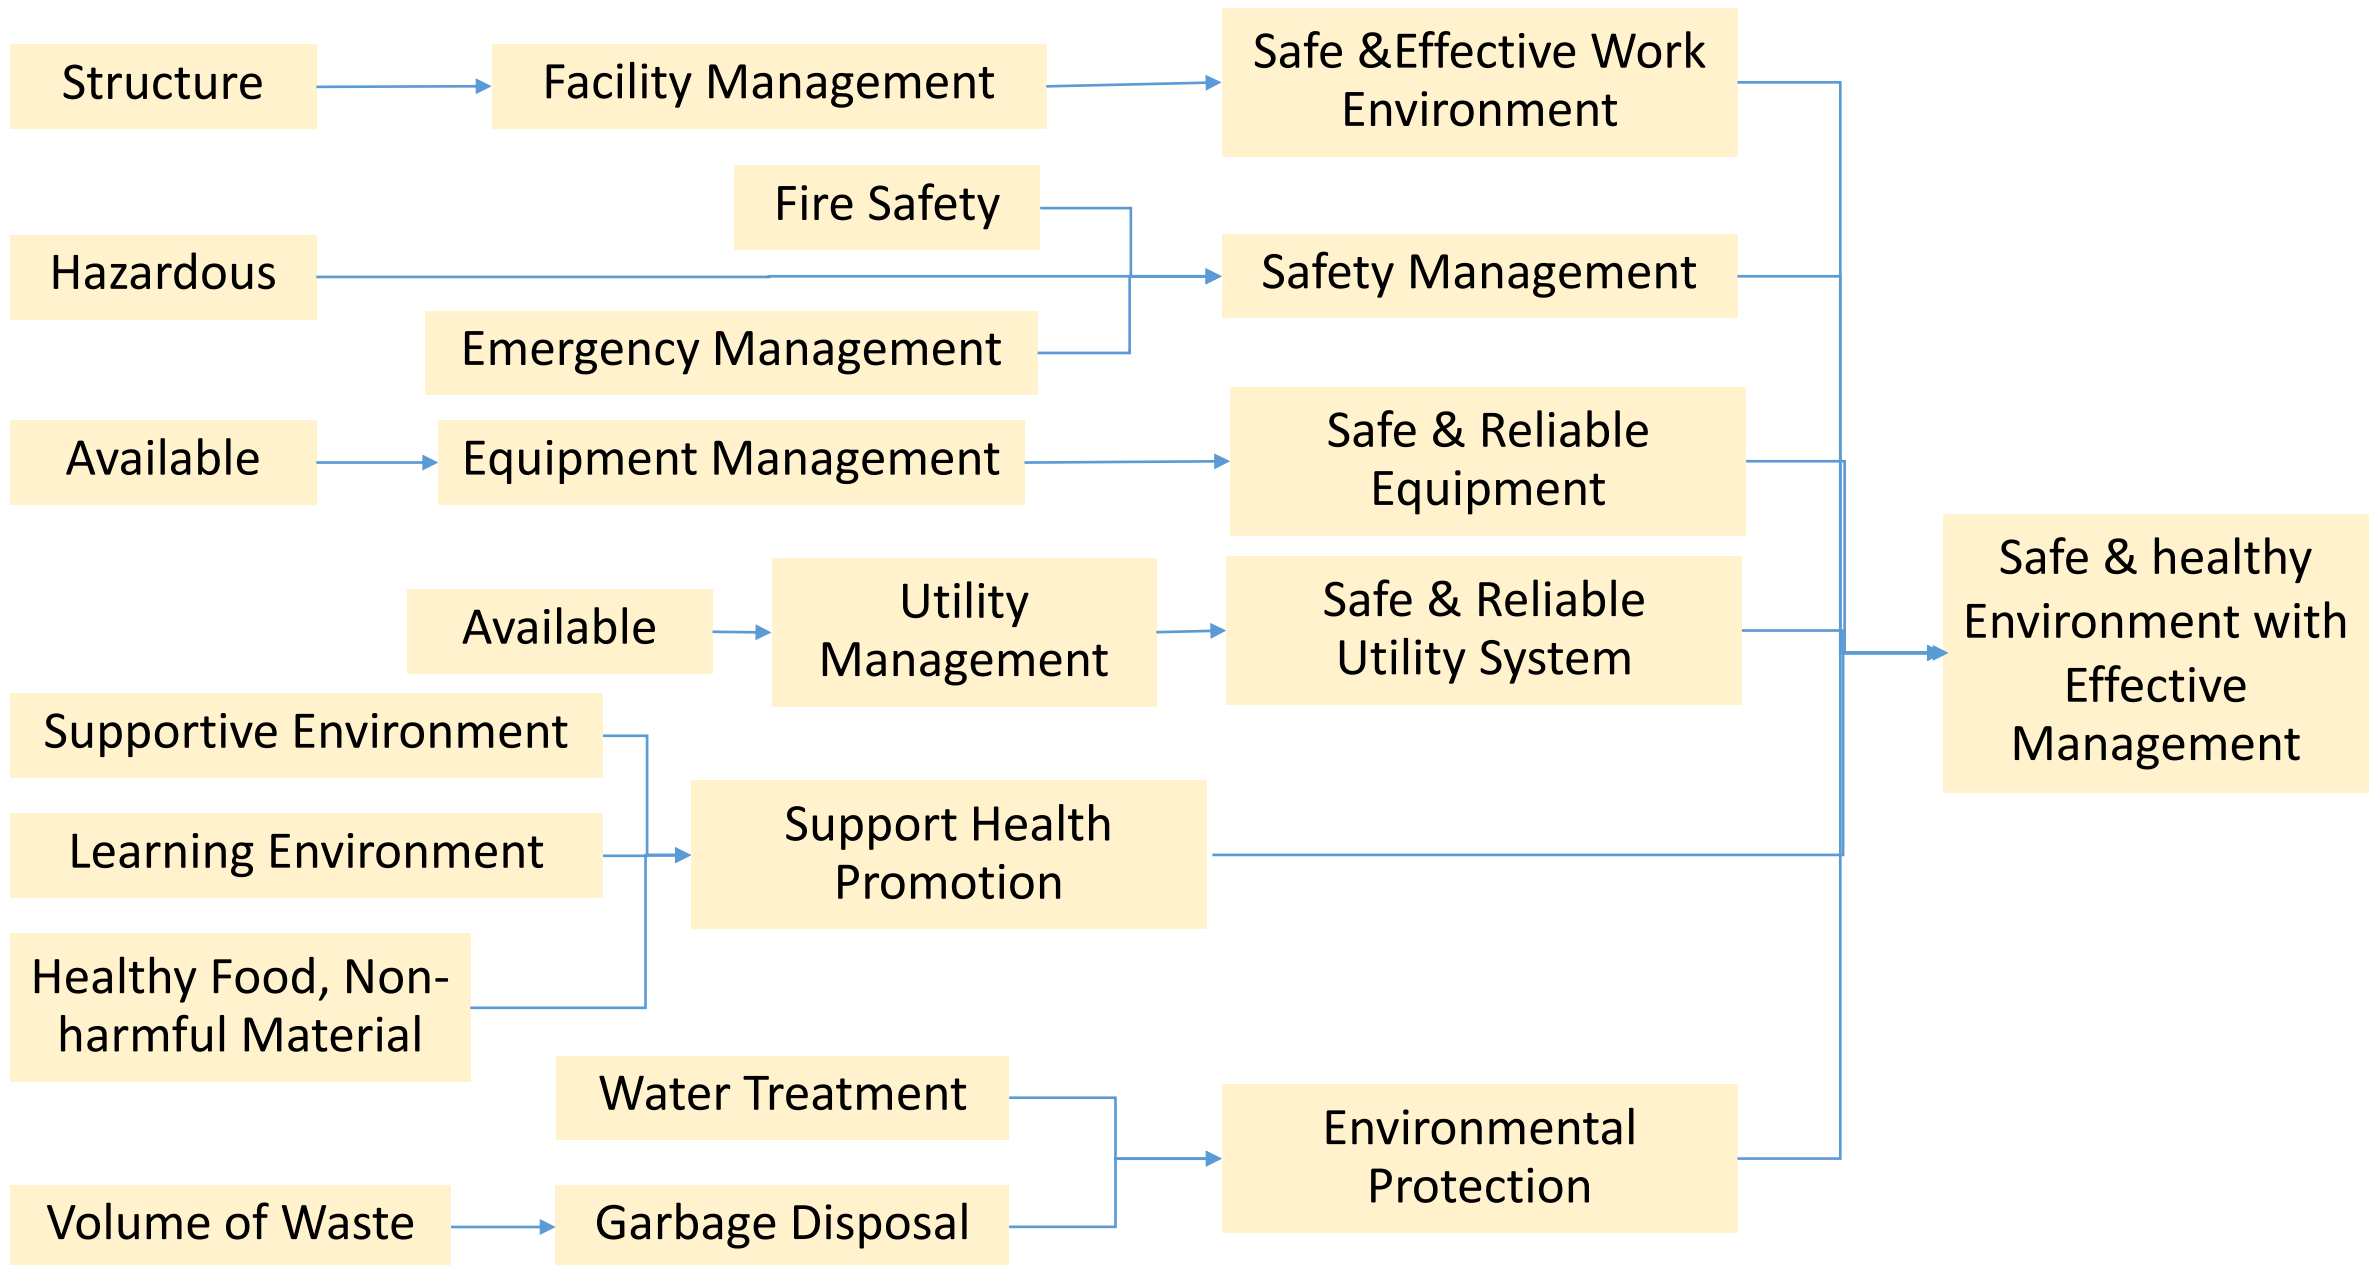 Structure
Facility Management
Safe &Effective Work
Environment
Fire Safety
Hazardous
Safety Management
Emergency Management
Available
Equipment Management
Safe & Reliable
Equipment
Available
Utility
Management
Safe & Reliable
Utility System
Safe & healthy
Environment with
Effective
Management
Supportive Environment
Learning Environment
Healthy Food, Non-
harmful Material
Support Health
Promotion
Water Treatment
Volume of Waste
Garbage Disposal
Environmental
Protection